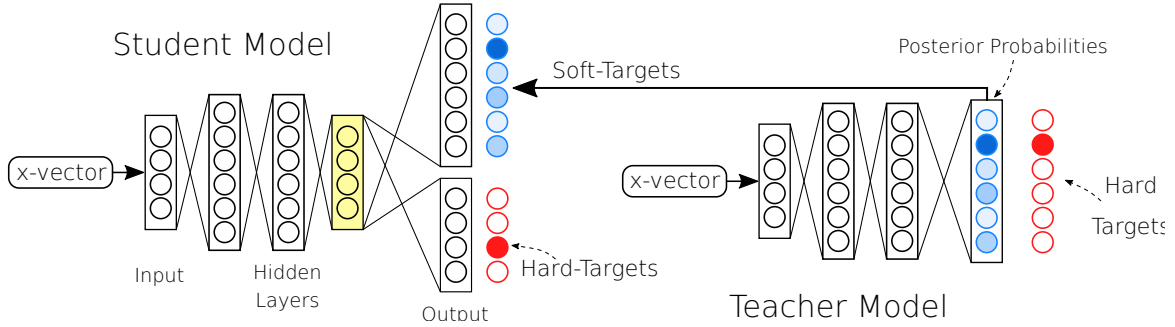 Student Model
x-vector
Input
Hidden
Layers
Output
Soft-Targets
Hard-Targets
Posterior Probabilities
x-vector
Hard
Targets
Teacher Model